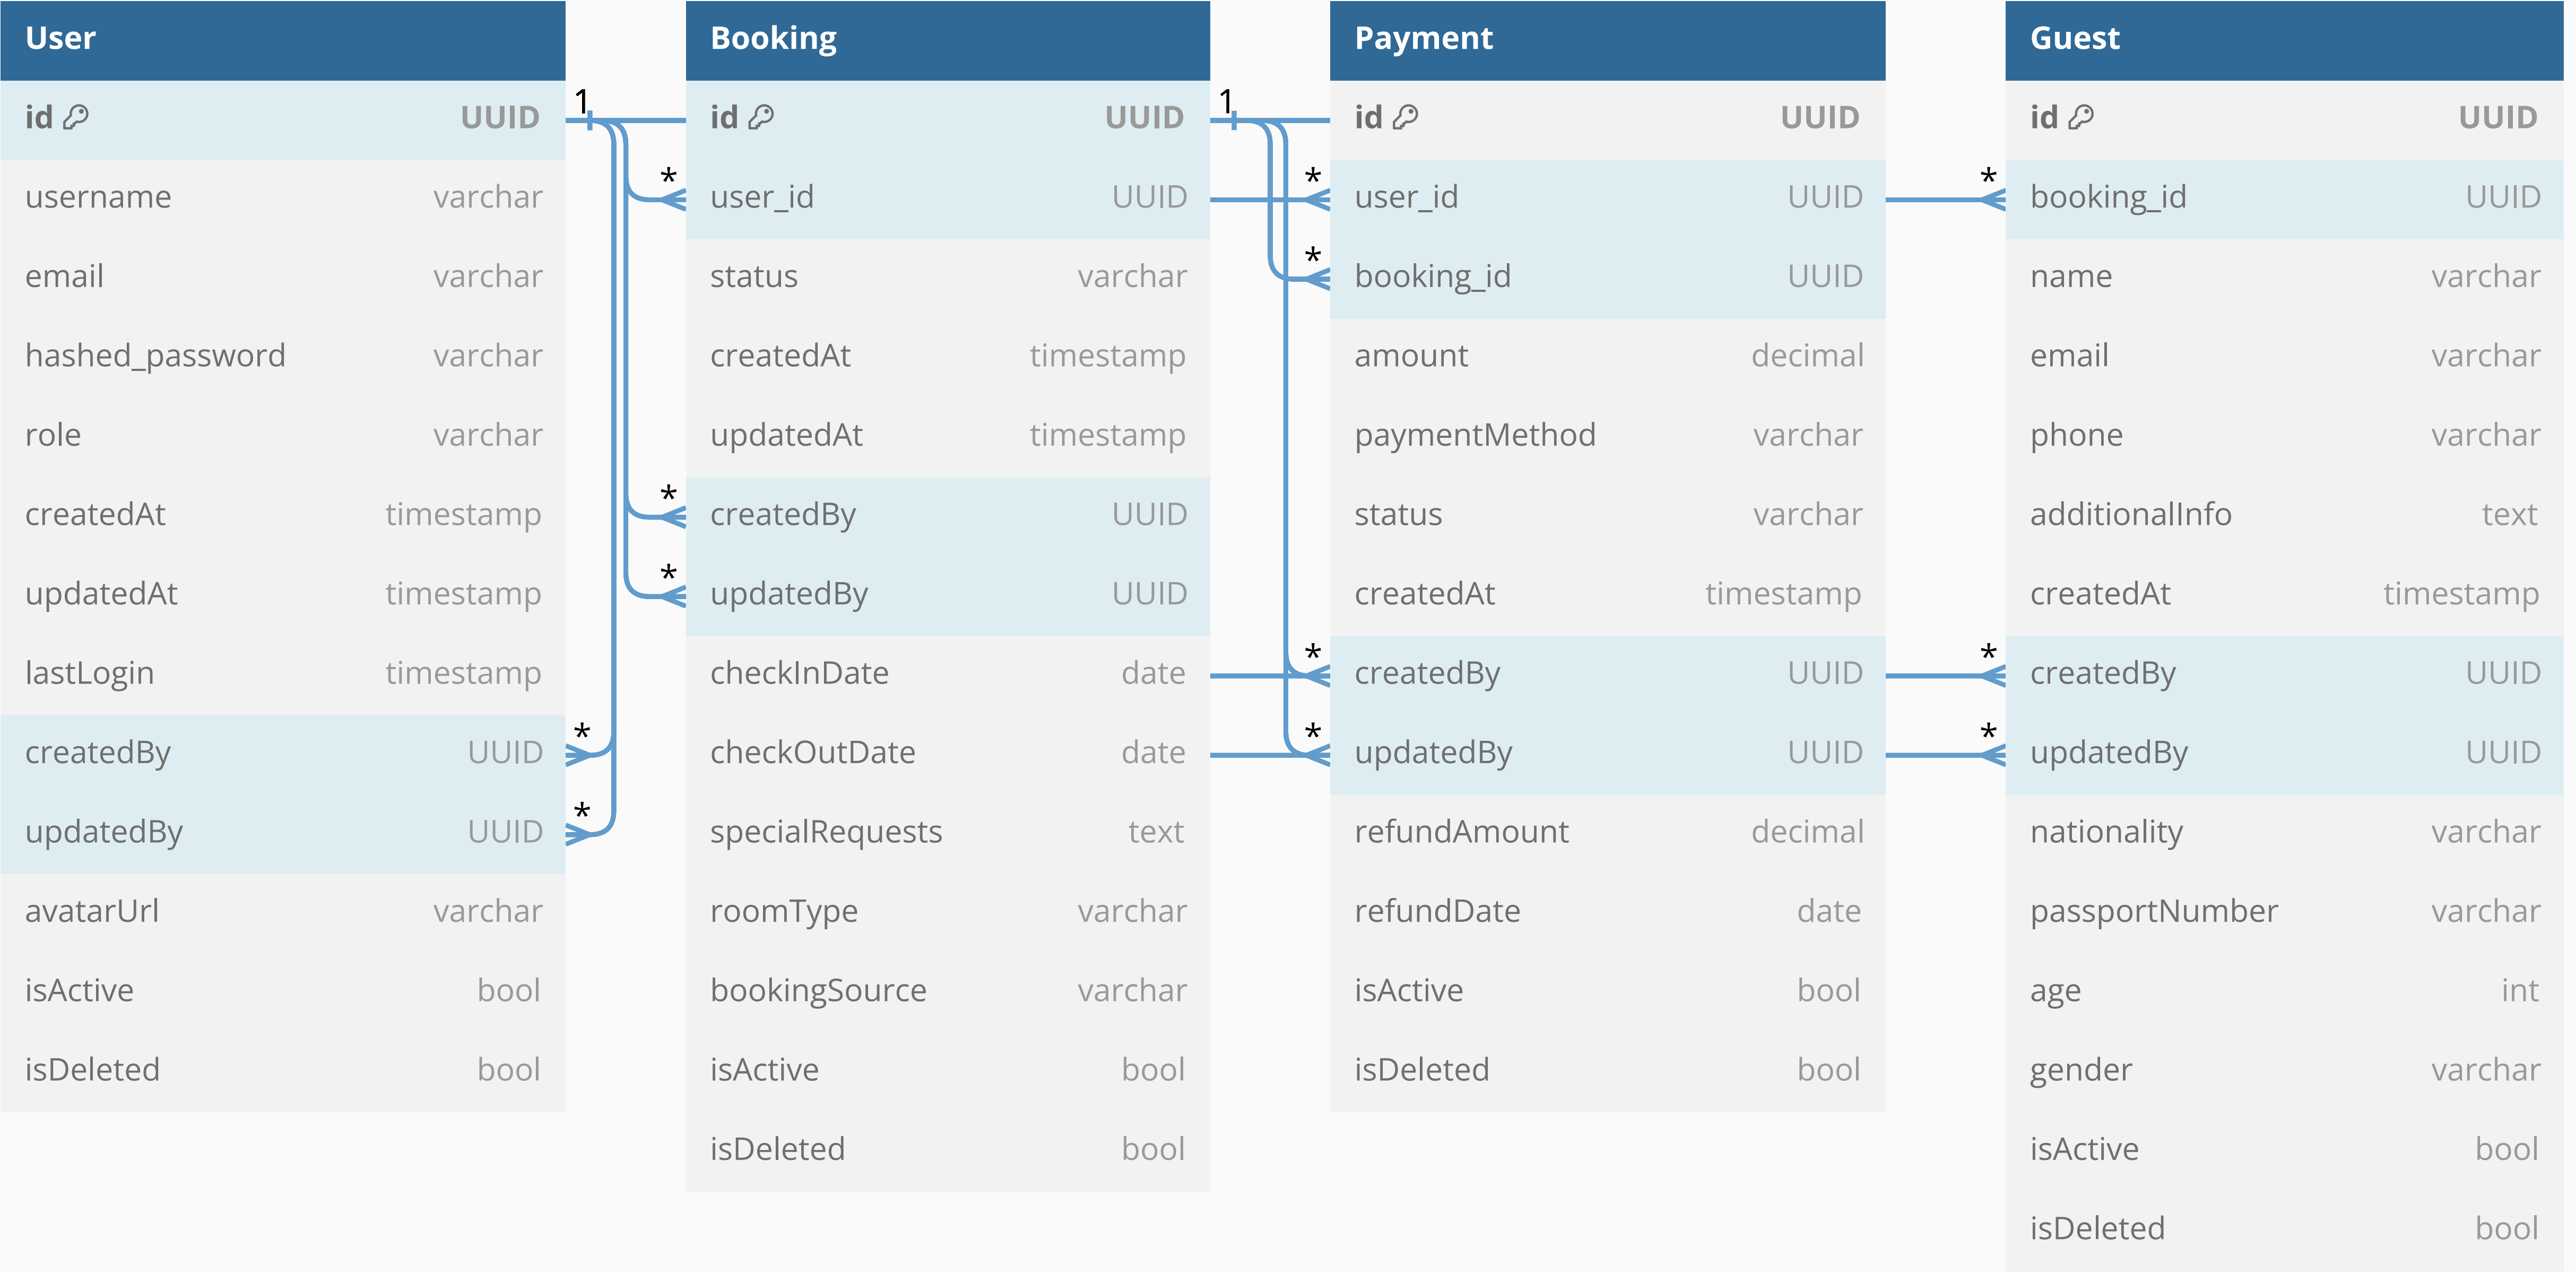 User
id UUID
username varchar
email varchar
hashed_password varchar
role varchar
createdAt timestamp
updatedAt timestamp
lastLogin timestamp
createdBy UUID
updatedBy UUID
avatarUrl varchar
isActive bool
isDeleted bool
1
*
*
*
*
*
Booking
id UUID
user_id UUID
status varchar
createdAt timestamp
updatedAt timestamp
createdBy UUID
updatedBy UUID
checkInDate date
checkOutDate date
specialRequests text
roomType varchar
bookingSource varchar
isActive bool
isDeleted bool
1
*
*
*
*
Payment
id UUID
user_id UUID
booking_id UUID
amount decimal
paymentMethod varchar
status varchar
createdAt timestamp
createdBy UUID
updatedBy UUID
refundAmount decimal
refundDate date
isActive bool
isDeleted bool
*
*
*
Guest
id UUID
booking_id UUID
name varchar
email varchar
phone varchar
additionalInfo text
createdAt timestamp
createdBy UUID
updatedBy UUID
nationality varchar
passportNumber varchar
age int
gender varchar
isActive bool
isDeleted bool